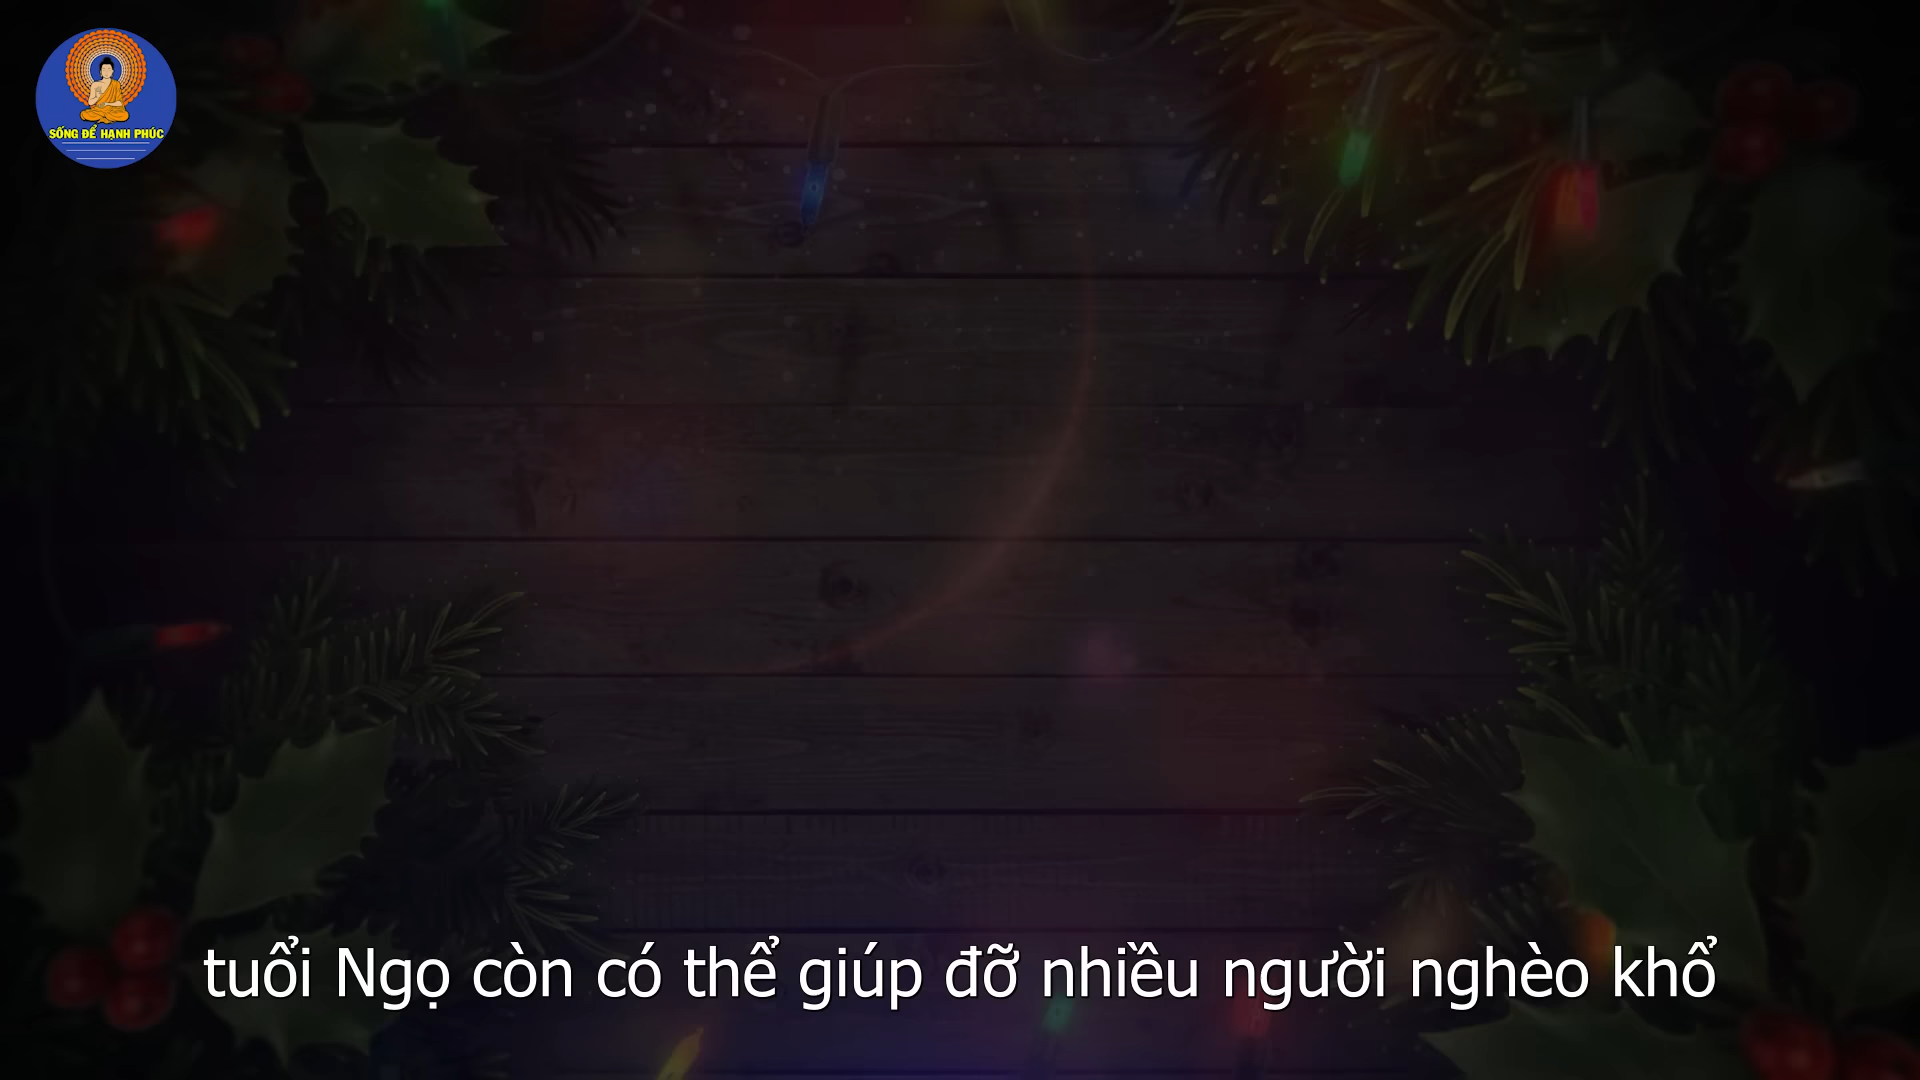 SỐNG ĐỂ HẠNH PHÚC
tuổi Ngọ còn có thể giúp đỡ nhiều người nghèo khổ